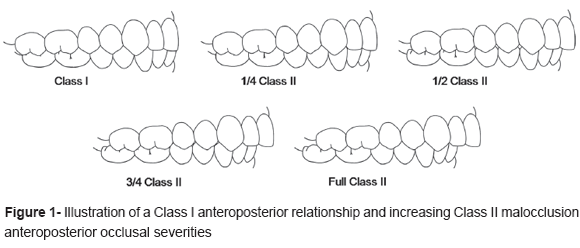 Class I
1/4 Class II
1/2 Class II
3/4 Class II
Full Class II
Figure 1- Illustration of a Class I anteroposterior relationship and increasing Class II malocclusion
anteroposterior occlusal severities